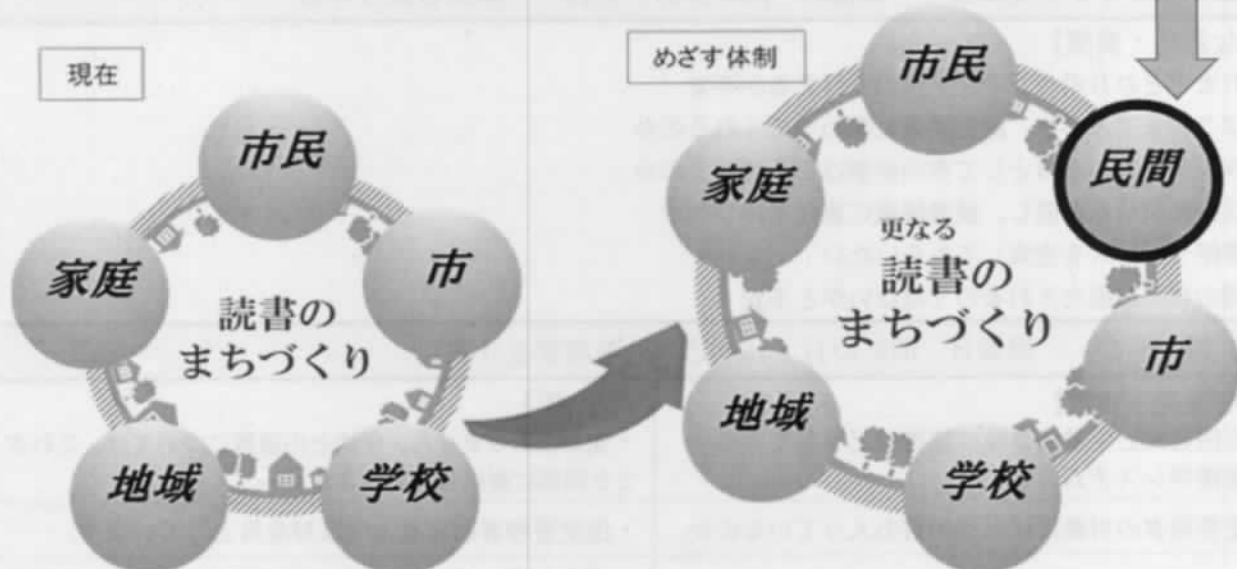 現在
市民
家庭
市
読書の
まちづくり
地域
学校
めざす体制
市民
家庭
民間
更なる
読書の
まちづくり
市
地域
学校